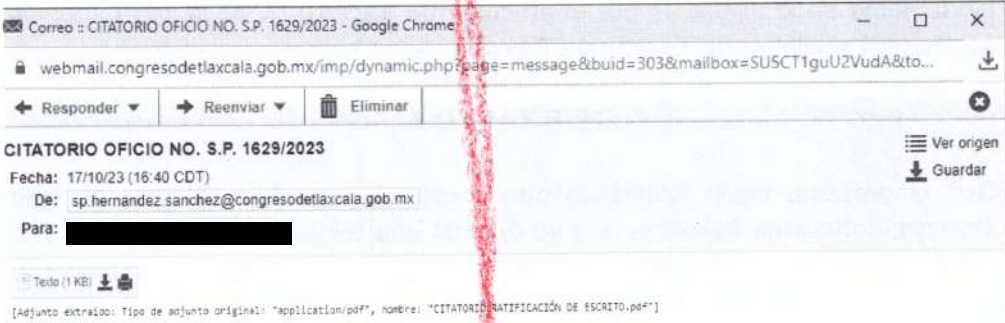 Correo :: CITATORIO OFICIO NO. S.P. 1629/2023 - Google Chrome
webmail.congresodetlaxcala.gob.mx/imp/dynamic.php?page=message&buid=303&mailbox=SU5CT1guU2VudA&to...
Responder Reenviar Eliminar
CITATORIO OFICIO NO. S.P. 1629/2023
Ver origen
Fecha: 17/10/23 (16:40 CDT)
Guardar
De: sp.hernandez.sanchez@congresodetlaxcala.gob.mx
Para:
Texto (1 KB)
[Adjunto extraido: Tipo de adjunto original: "application/pdf", nombre: "CITATORIO RATIFICACIÓN DE ESCRITO.pdf"]